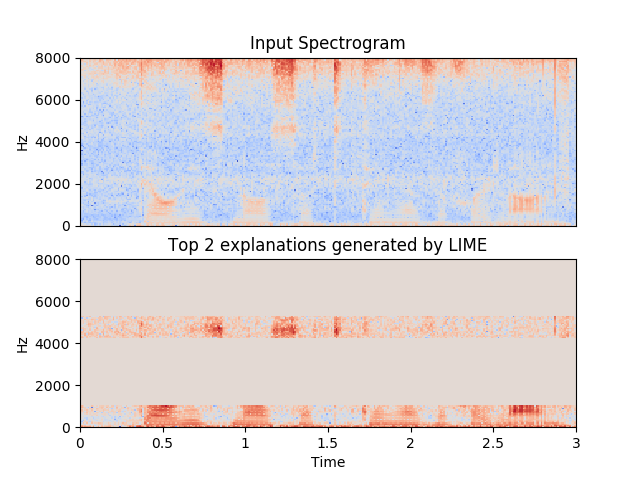 Input Spectrogram
8000
6000
4000
2000
0
Hz
Top 2 explanations generated by LIME
8000
6000
4000
2000
0
Hz
0 0.5 1 1.5 2 2.5 3
Time